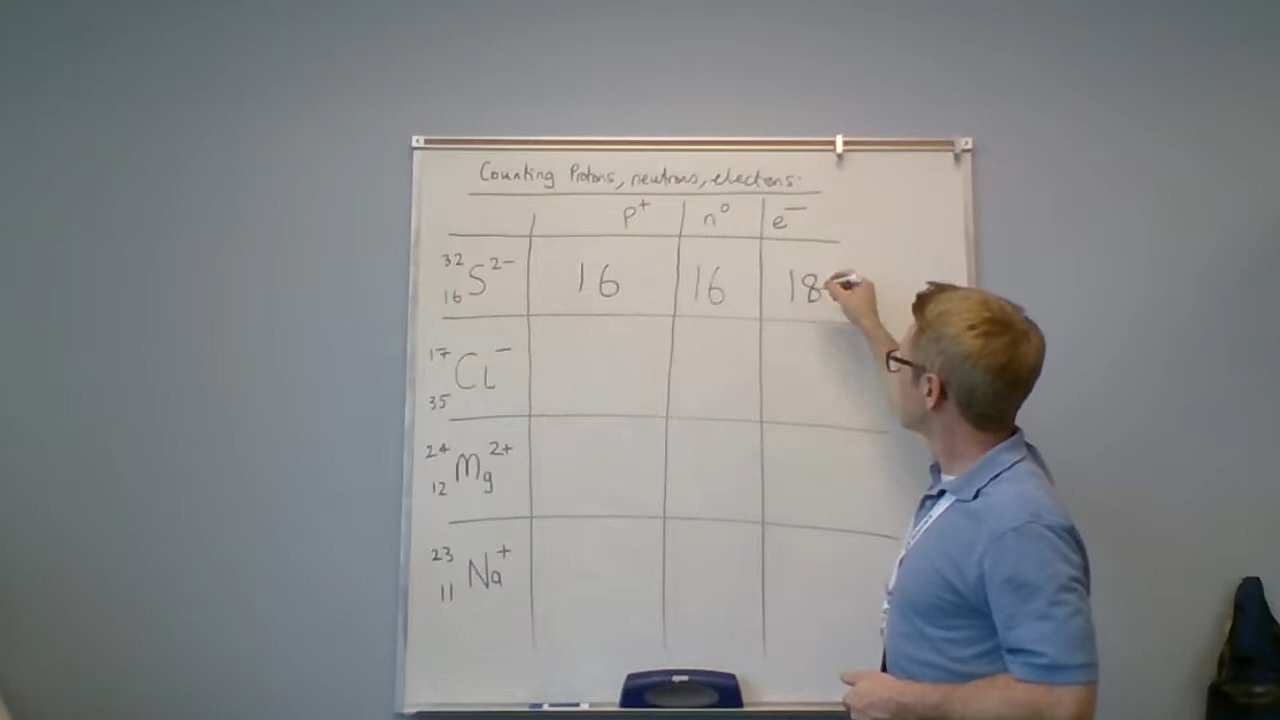 Counting Protons, neutrons, electrons.
p⁺ n⁰ e⁻
³²₁₆S²⁻ 16 16 18
¹⁷₃₅Cl⁻
²⁴₁₂Mg²⁺
²³₁₁Na⁺